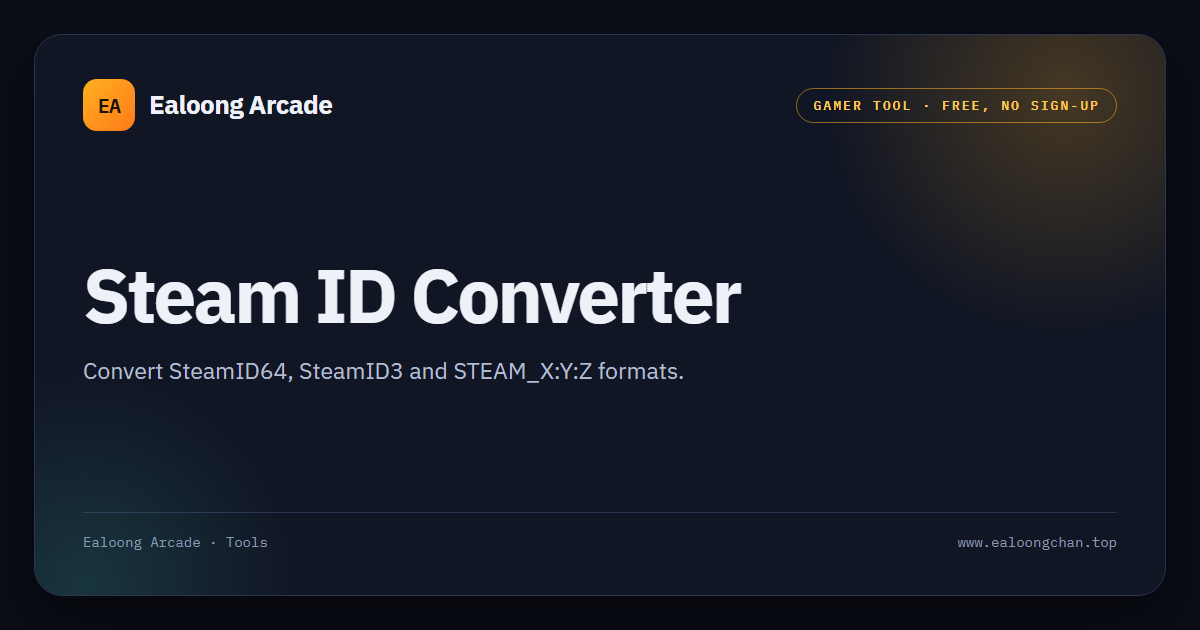 EA
Ealoong Arcade
GAMER TOOL · FREE, NO SIGN-UP
Steam ID Converter
Convert SteamID64, SteamID3 and STEAM_X:Y:Z formats.
Ealoong Arcade · Tools
www.ealoongchan.top